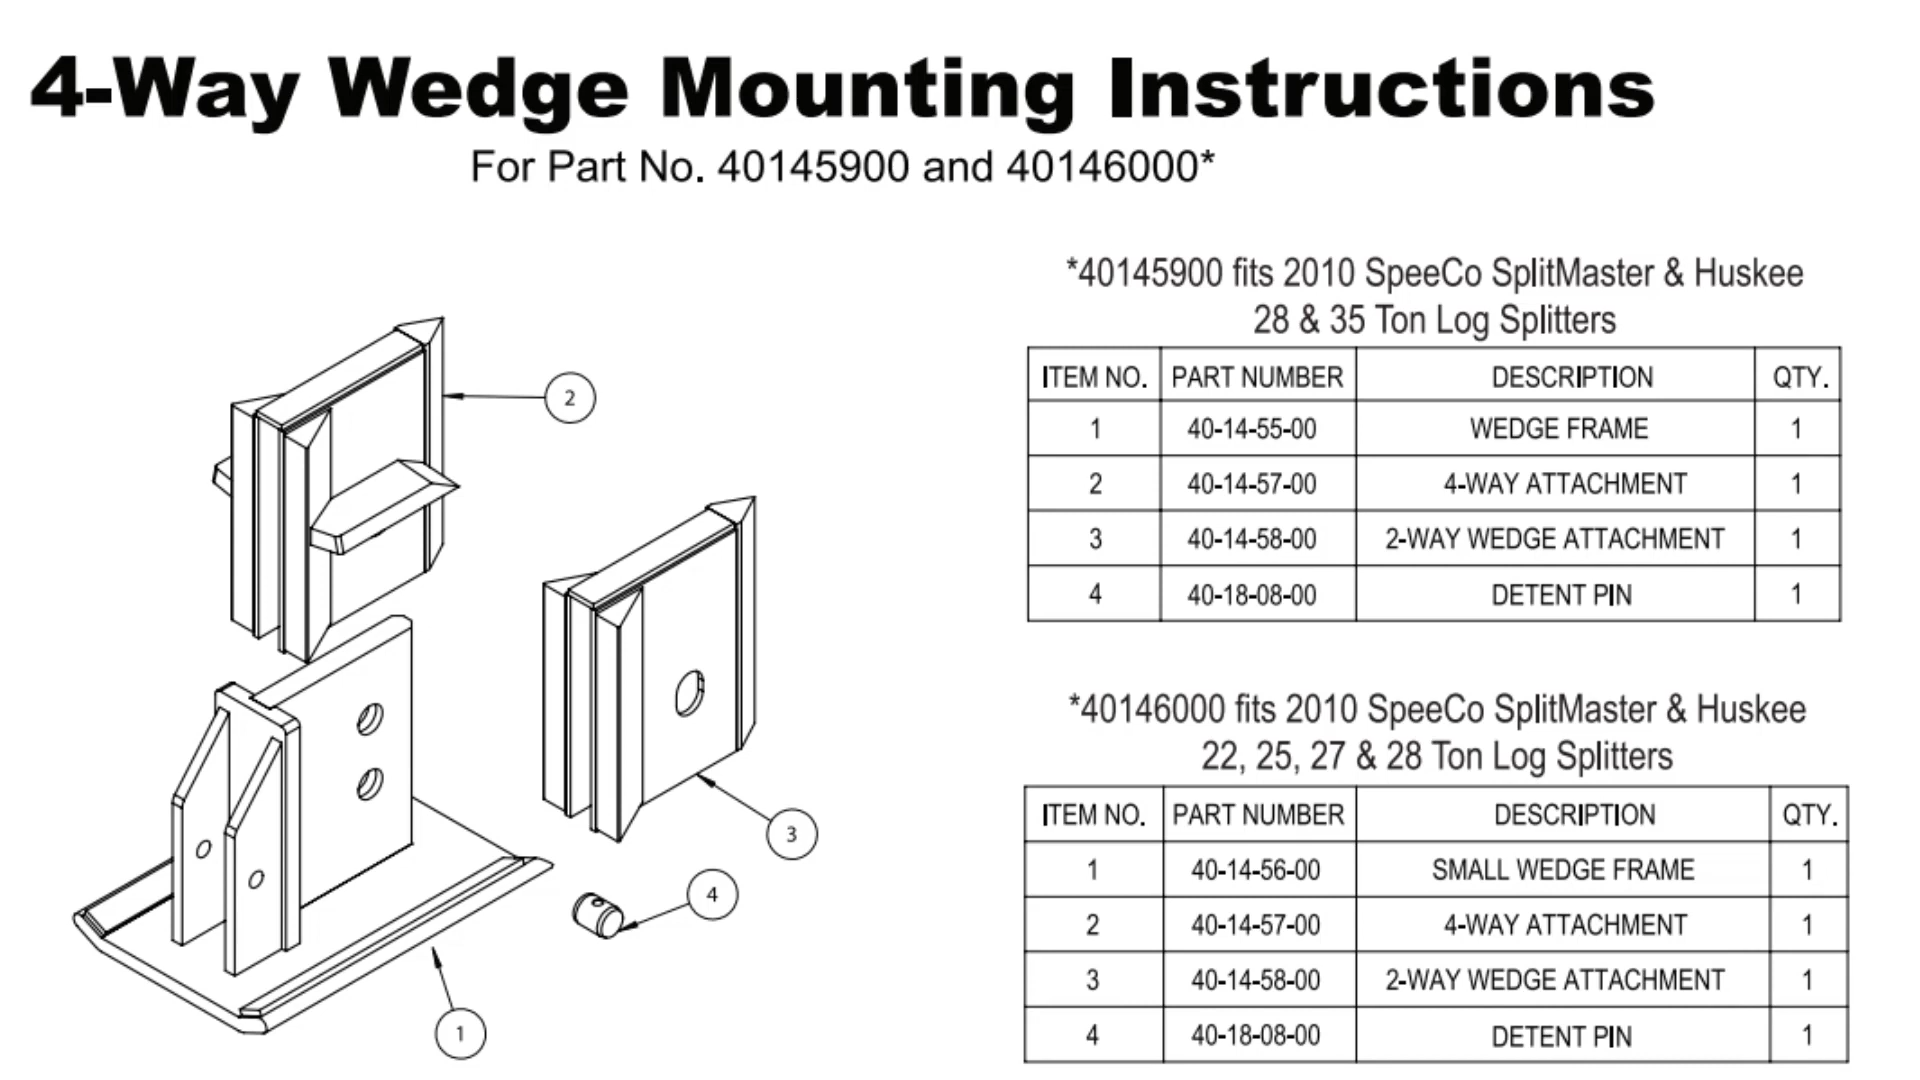 4-Way Wedge Mounting Instructions
For Part No. 40145900 and 40146000*
*40145900 fits 2010 SpeeCo SplitMaster & Huskee
28 & 35 Ton Log Splitters
ITEM NO. PART NUMBER DESCRIPTION QTY.
1 40-14-55-00 WEDGE FRAME 1
2 40-14-57-00 4-WAY ATTACHMENT 1
3 40-14-58-00 2-WAY WEDGE ATTACHMENT 1
4 40-18-08-00 DETENT PIN 1
*40146000 fits 2010 SpeeCo SplitMaster & Huskee
22, 25, 27 & 28 Ton Log Splitters
ITEM NO. PART NUMBER DESCRIPTION QTY.
1 40-14-56-00 SMALL WEDGE FRAME 1
2 40-14-57-00 4-WAY ATTACHMENT 1
3 40-14-58-00 2-WAY WEDGE ATTACHMENT 1
4 40-18-08-00 DETENT PIN 1
2
3
4
1